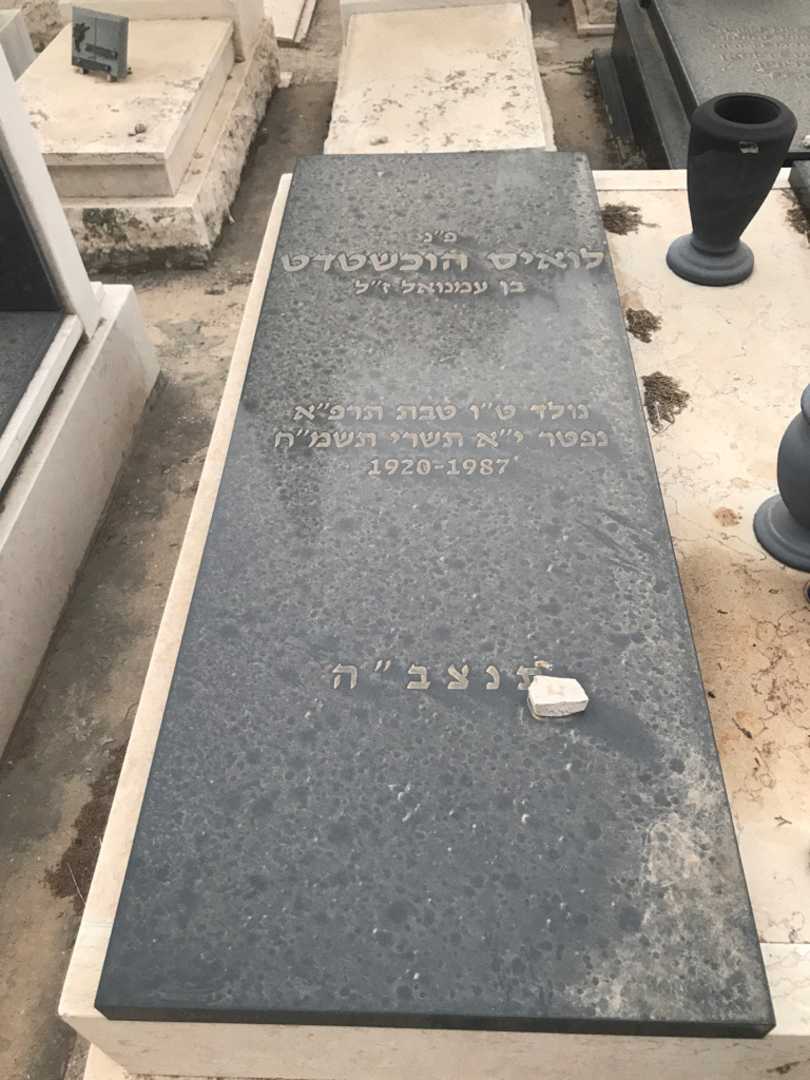 פ"נ
לואיס הוכשטדט
בן עמנואל ז"ל
נולד ט"ו טבת תרפ"א
נפטר י"א תשרי תשמ"ח
1920-1987
תנצב"ה